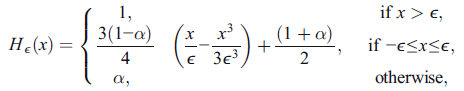 H_ϵ(x) = { 1, if x > ϵ,
3(1−α)/4 (x/ϵ − x³/3ϵ³) + (1 + α)/2, if −ϵ≤x≤ϵ,
α, otherwise,